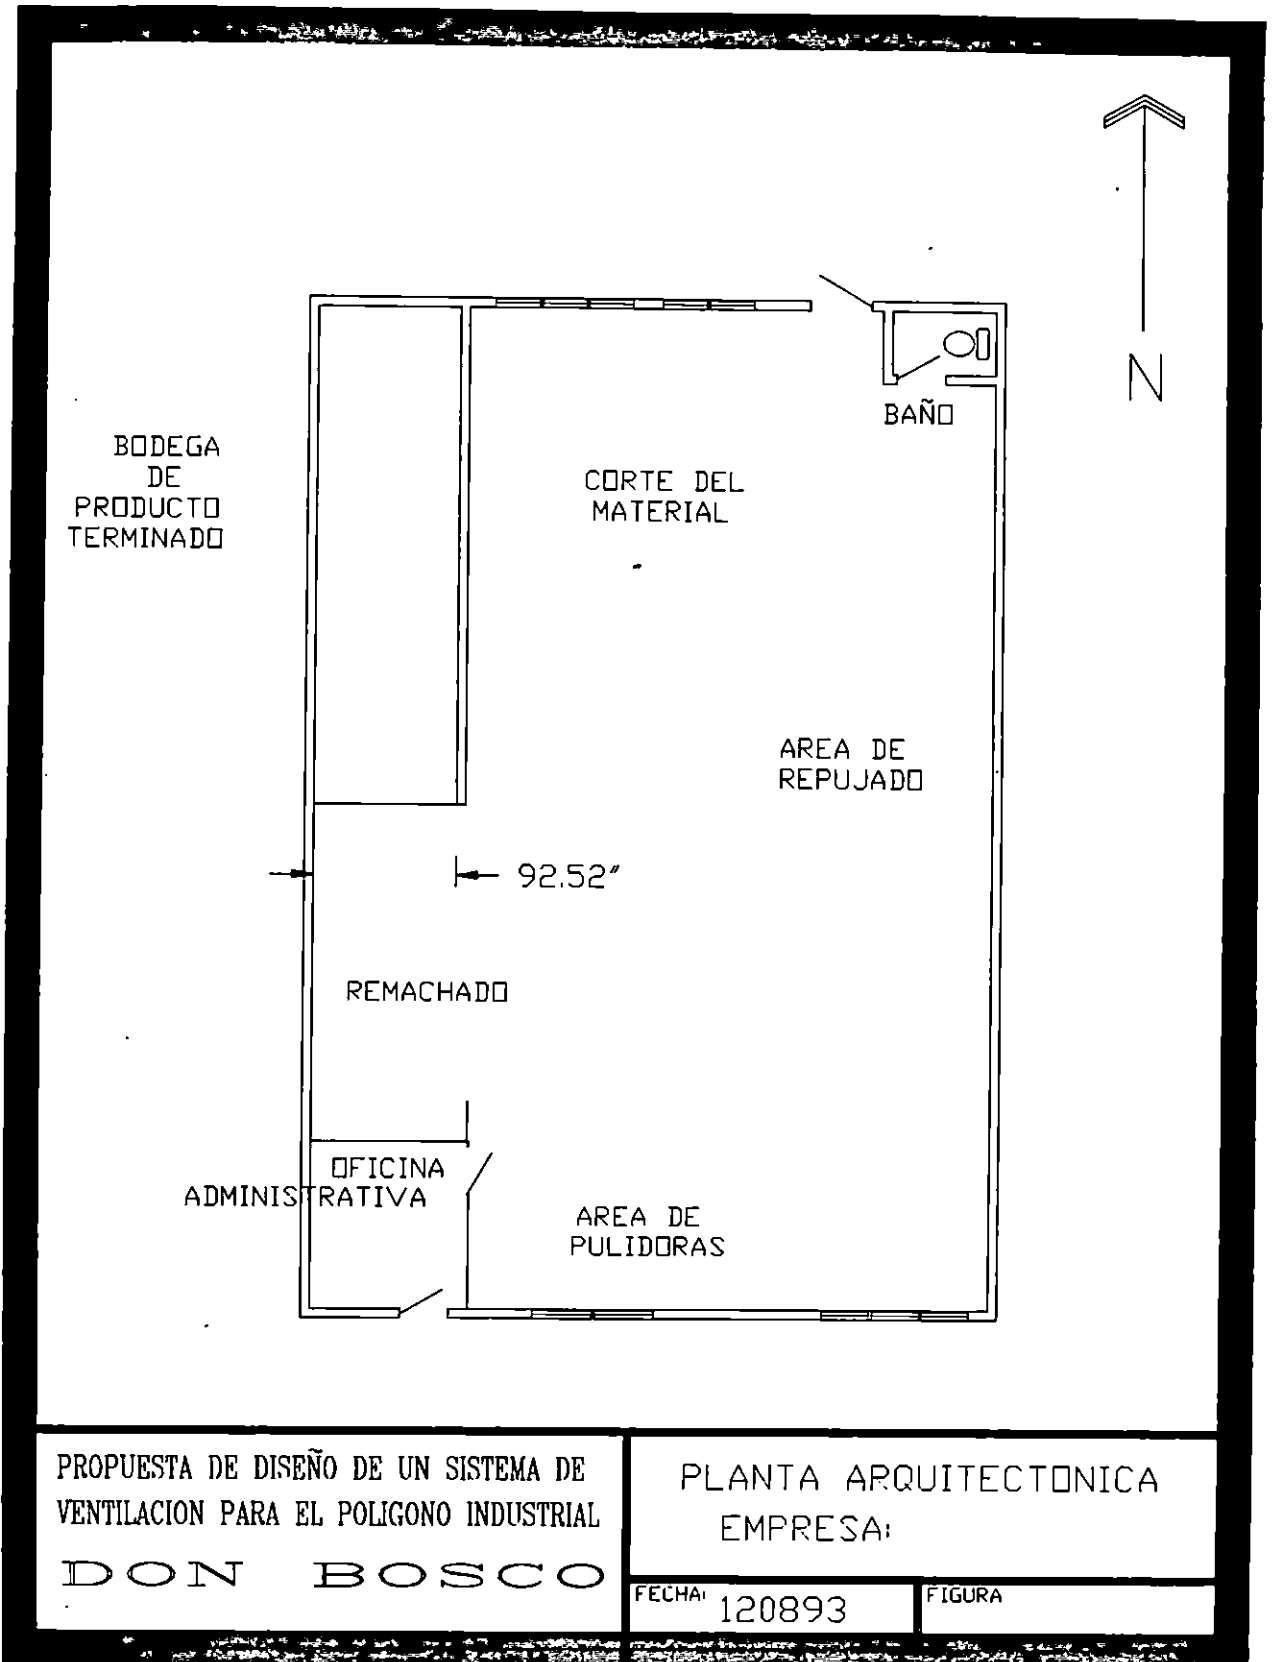 N
BAÑO
BODEGA
DE
PRODUCTO
TERMINADO
CORTE DEL
MATERIAL
AREA DE
REPUJADO
92.52"
REMACHADO
OFICINA
ADMINISTRATIVA
AREA DE
PULIDORAS
PROPUESTA DE DISEÑO DE UN SISTEMA DE
VENTILACION PARA EL POLIGONO INDUSTRIAL
DON BOSCO
PLANTA ARQUITECTONICA
EMPRESA:
FECHA: 120893
FIGURA